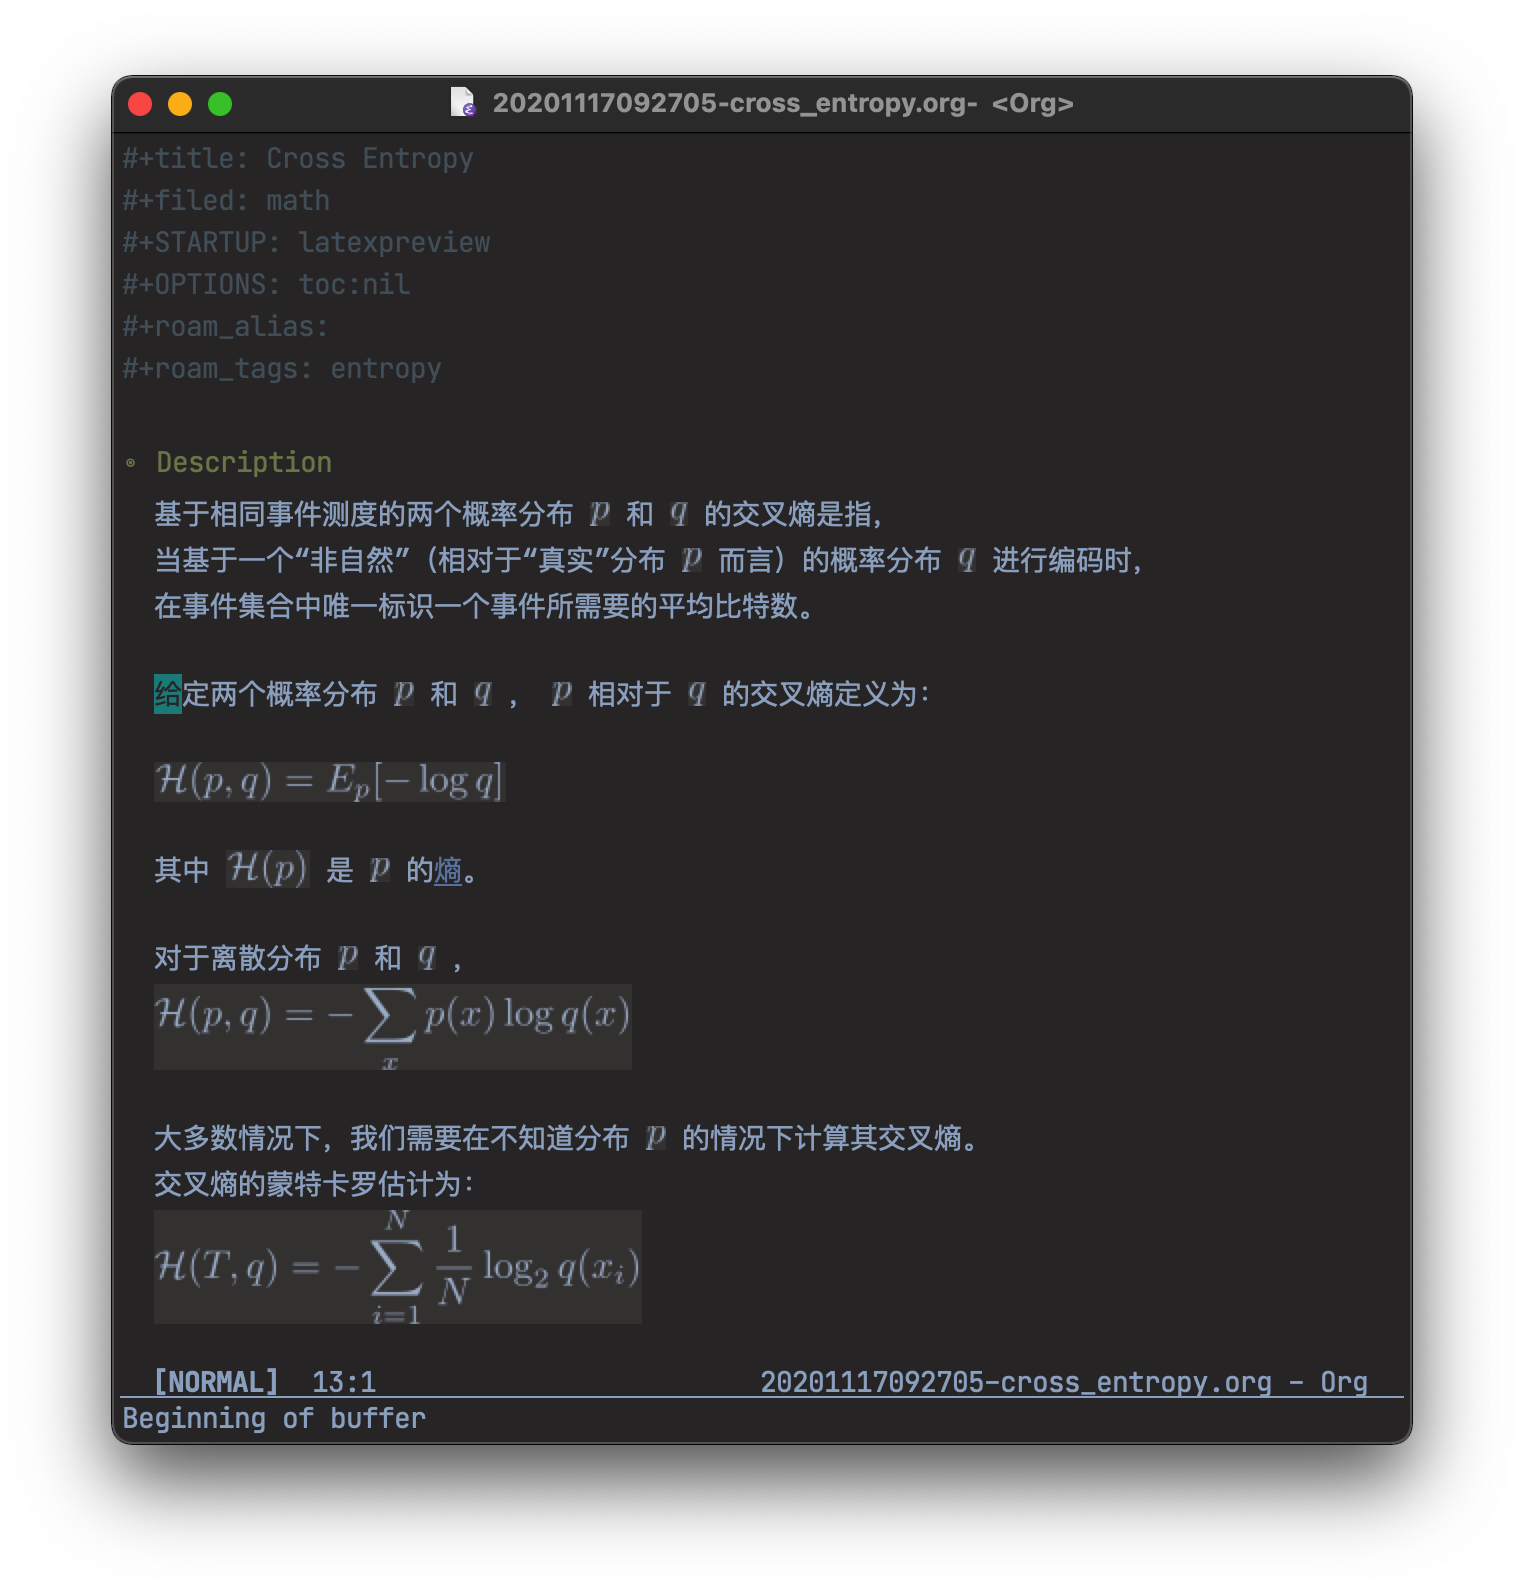 20201117092705-cross_entropy.org- <Org>
#+title: Cross Entropy
#+filed: math
#+STARTUP: latexpreview
#+OPTIONS: toc:nil
#+roam_alias:
#+roam_tags: entropy
Description
基于相同事件测度的两个概率分布 p 和 q 的交叉熵是指，
当基于一个“非自然”（相对于“真实”分布 p 而言）的概率分布 q 进行编码时，
在事件集合中唯一标识一个事件所需要的平均比特数。
给定两个概率分布 p 和 q ， p 相对于 q 的交叉熵定义为：
ℋ(p, q) = E_p[− log q]
其中 ℋ(p) 是 p 的熵。
对于离散分布 p 和 q ，
ℋ(p, q) = − ∑_x p(x) log q(x)
大多数情况下，我们需要在不知道分布 p 的情况下计算其交叉熵。
交叉熵的蒙特卡罗估计为：
ℋ(T, q) = − ∑_{i=1}^N 1/N log₂ q(x_i)
[NORMAL] 13:1 20201117092705-cross_entropy.org - Org
Beginning of buffer